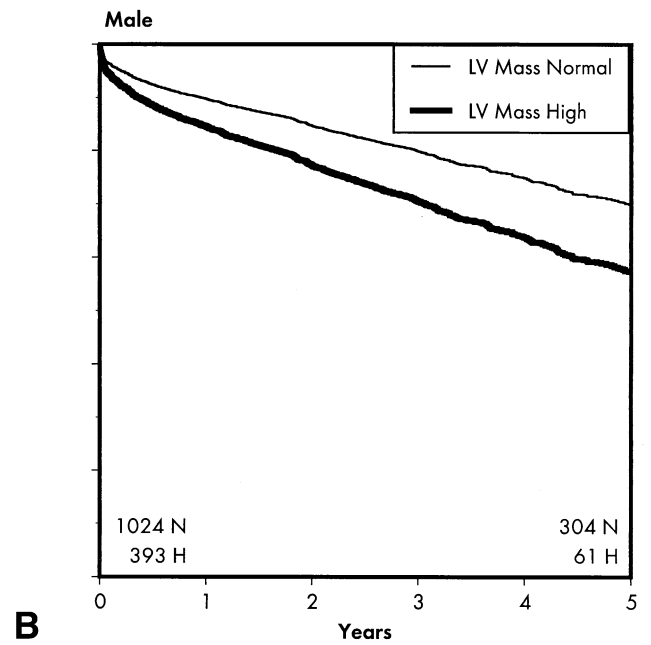 Male
LV Mass Normal
LV Mass High
1024 N
304 N
393 H
61 H
0 1 2 3 4 5
Years
B